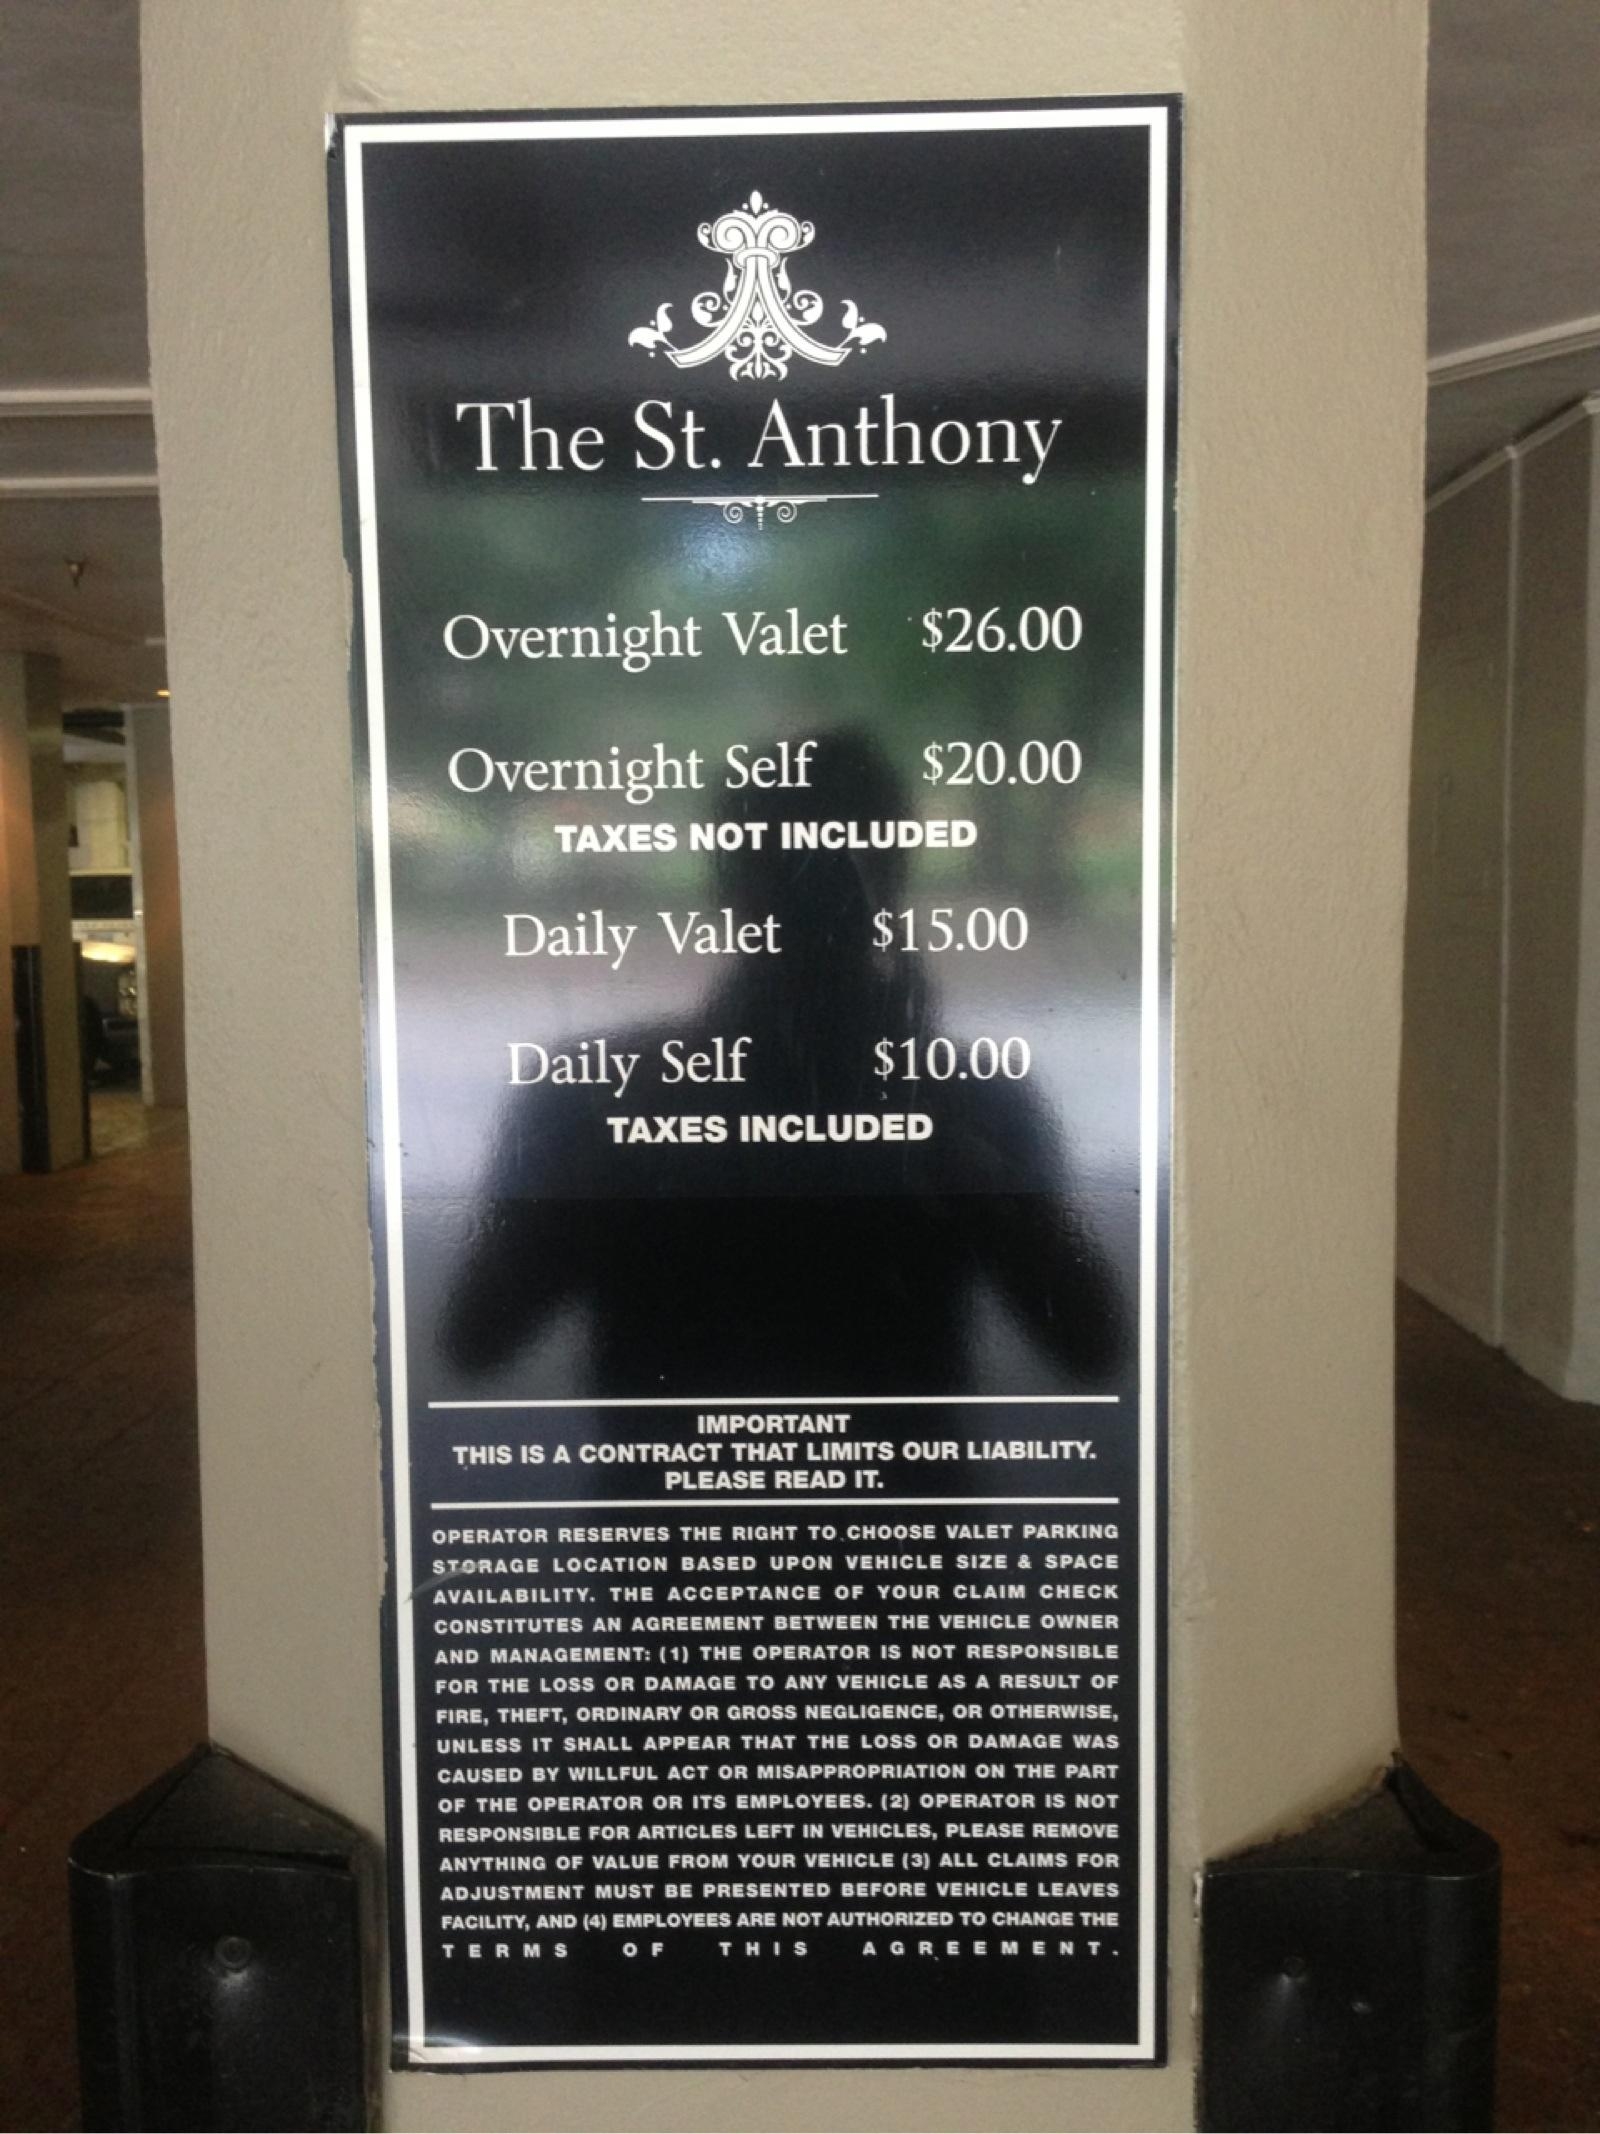 The St. Anthony
Overnight Valet $26.00
Overnight Self $20.00
TAXES NOT INCLUDED
Daily Valet $15.00
Daily Self $10.00
TAXES INCLUDED
IMPORTANT
THIS IS A CONTRACT THAT LIMITS OUR LIABILITY.
PLEASE READ IT.
OPERATOR RESERVES THE RIGHT TO CHOOSE VALET PARKING
STORAGE LOCATION BASED UPON VEHICLE SIZE & SPACE
AVAILABILITY. THE ACCEPTANCE OF YOUR CLAIM CHECK
CONSTITUTES AN AGREEMENT BETWEEN THE VEHICLE OWNER
AND MANAGEMENT: (1) THE OPERATOR IS NOT RESPONSIBLE
FOR THE LOSS OR DAMAGE TO ANY VEHICLE AS A RESULT OF
FIRE, THEFT, ORDINARY OR GROSS NEGLIGENCE, OR OTHERWISE,
UNLESS IT SHALL APPEAR THAT THE LOSS OR DAMAGE WAS
CAUSED BY WILLFUL ACT OR MISAPPROPRIATION ON THE PART
OF THE OPERATOR OR ITS EMPLOYEES. (2) OPERATOR IS NOT
RESPONSIBLE FOR ARTICLES LEFT IN VEHICLES, PLEASE REMOVE
ANYTHING OF VALUE FROM YOUR VEHICLE (3) ALL CLAIMS FOR
ADJUSTMENT MUST BE PRESENTED BEFORE VEHICLE LEAVES
FACILITY, AND (4) EMPLOYEES ARE NOT AUTHORIZED TO CHANGE THE
TERMS OF THIS AGREEMENT.